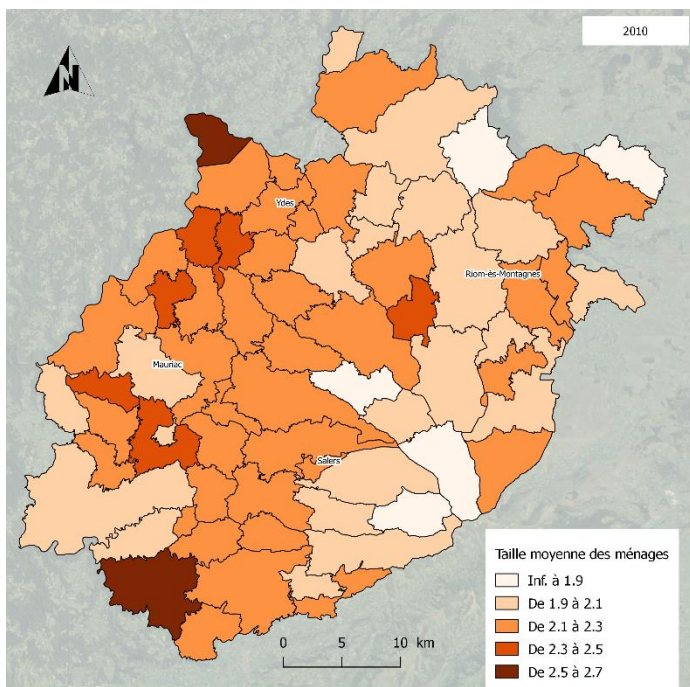 2010
N
Ydes
Riom-ès-Montagnes
Mauriac
Salers
Taille moyenne des ménages
Inf. à 1.9
De 1.9 à 2.1
De 2.1 à 2.3
De 2.3 à 2.5
De 2.5 à 2.7
0 5 10 km